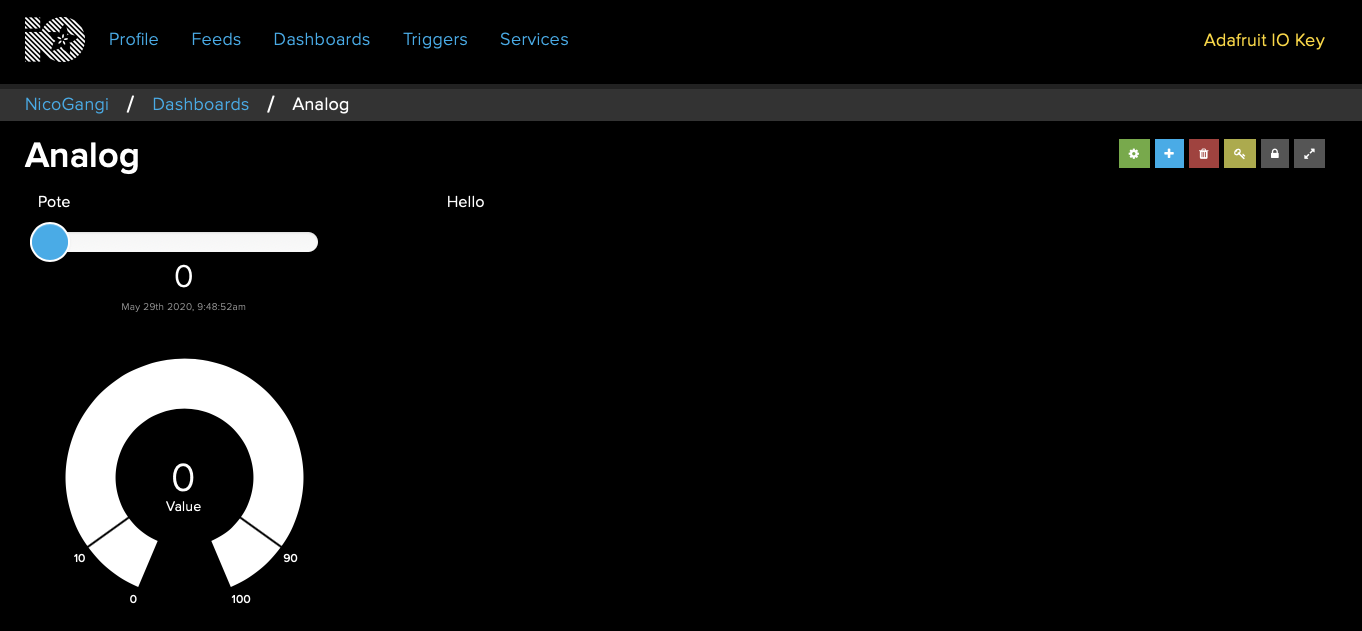 IO Profile Feeds Dashboards Triggers Services Adafruit IO Key
NicoGangi / Dashboards / Analog
Analog
Pote
0
May 29th 2020, 9:48:52am
Hello
0
Value
10 90
0 100